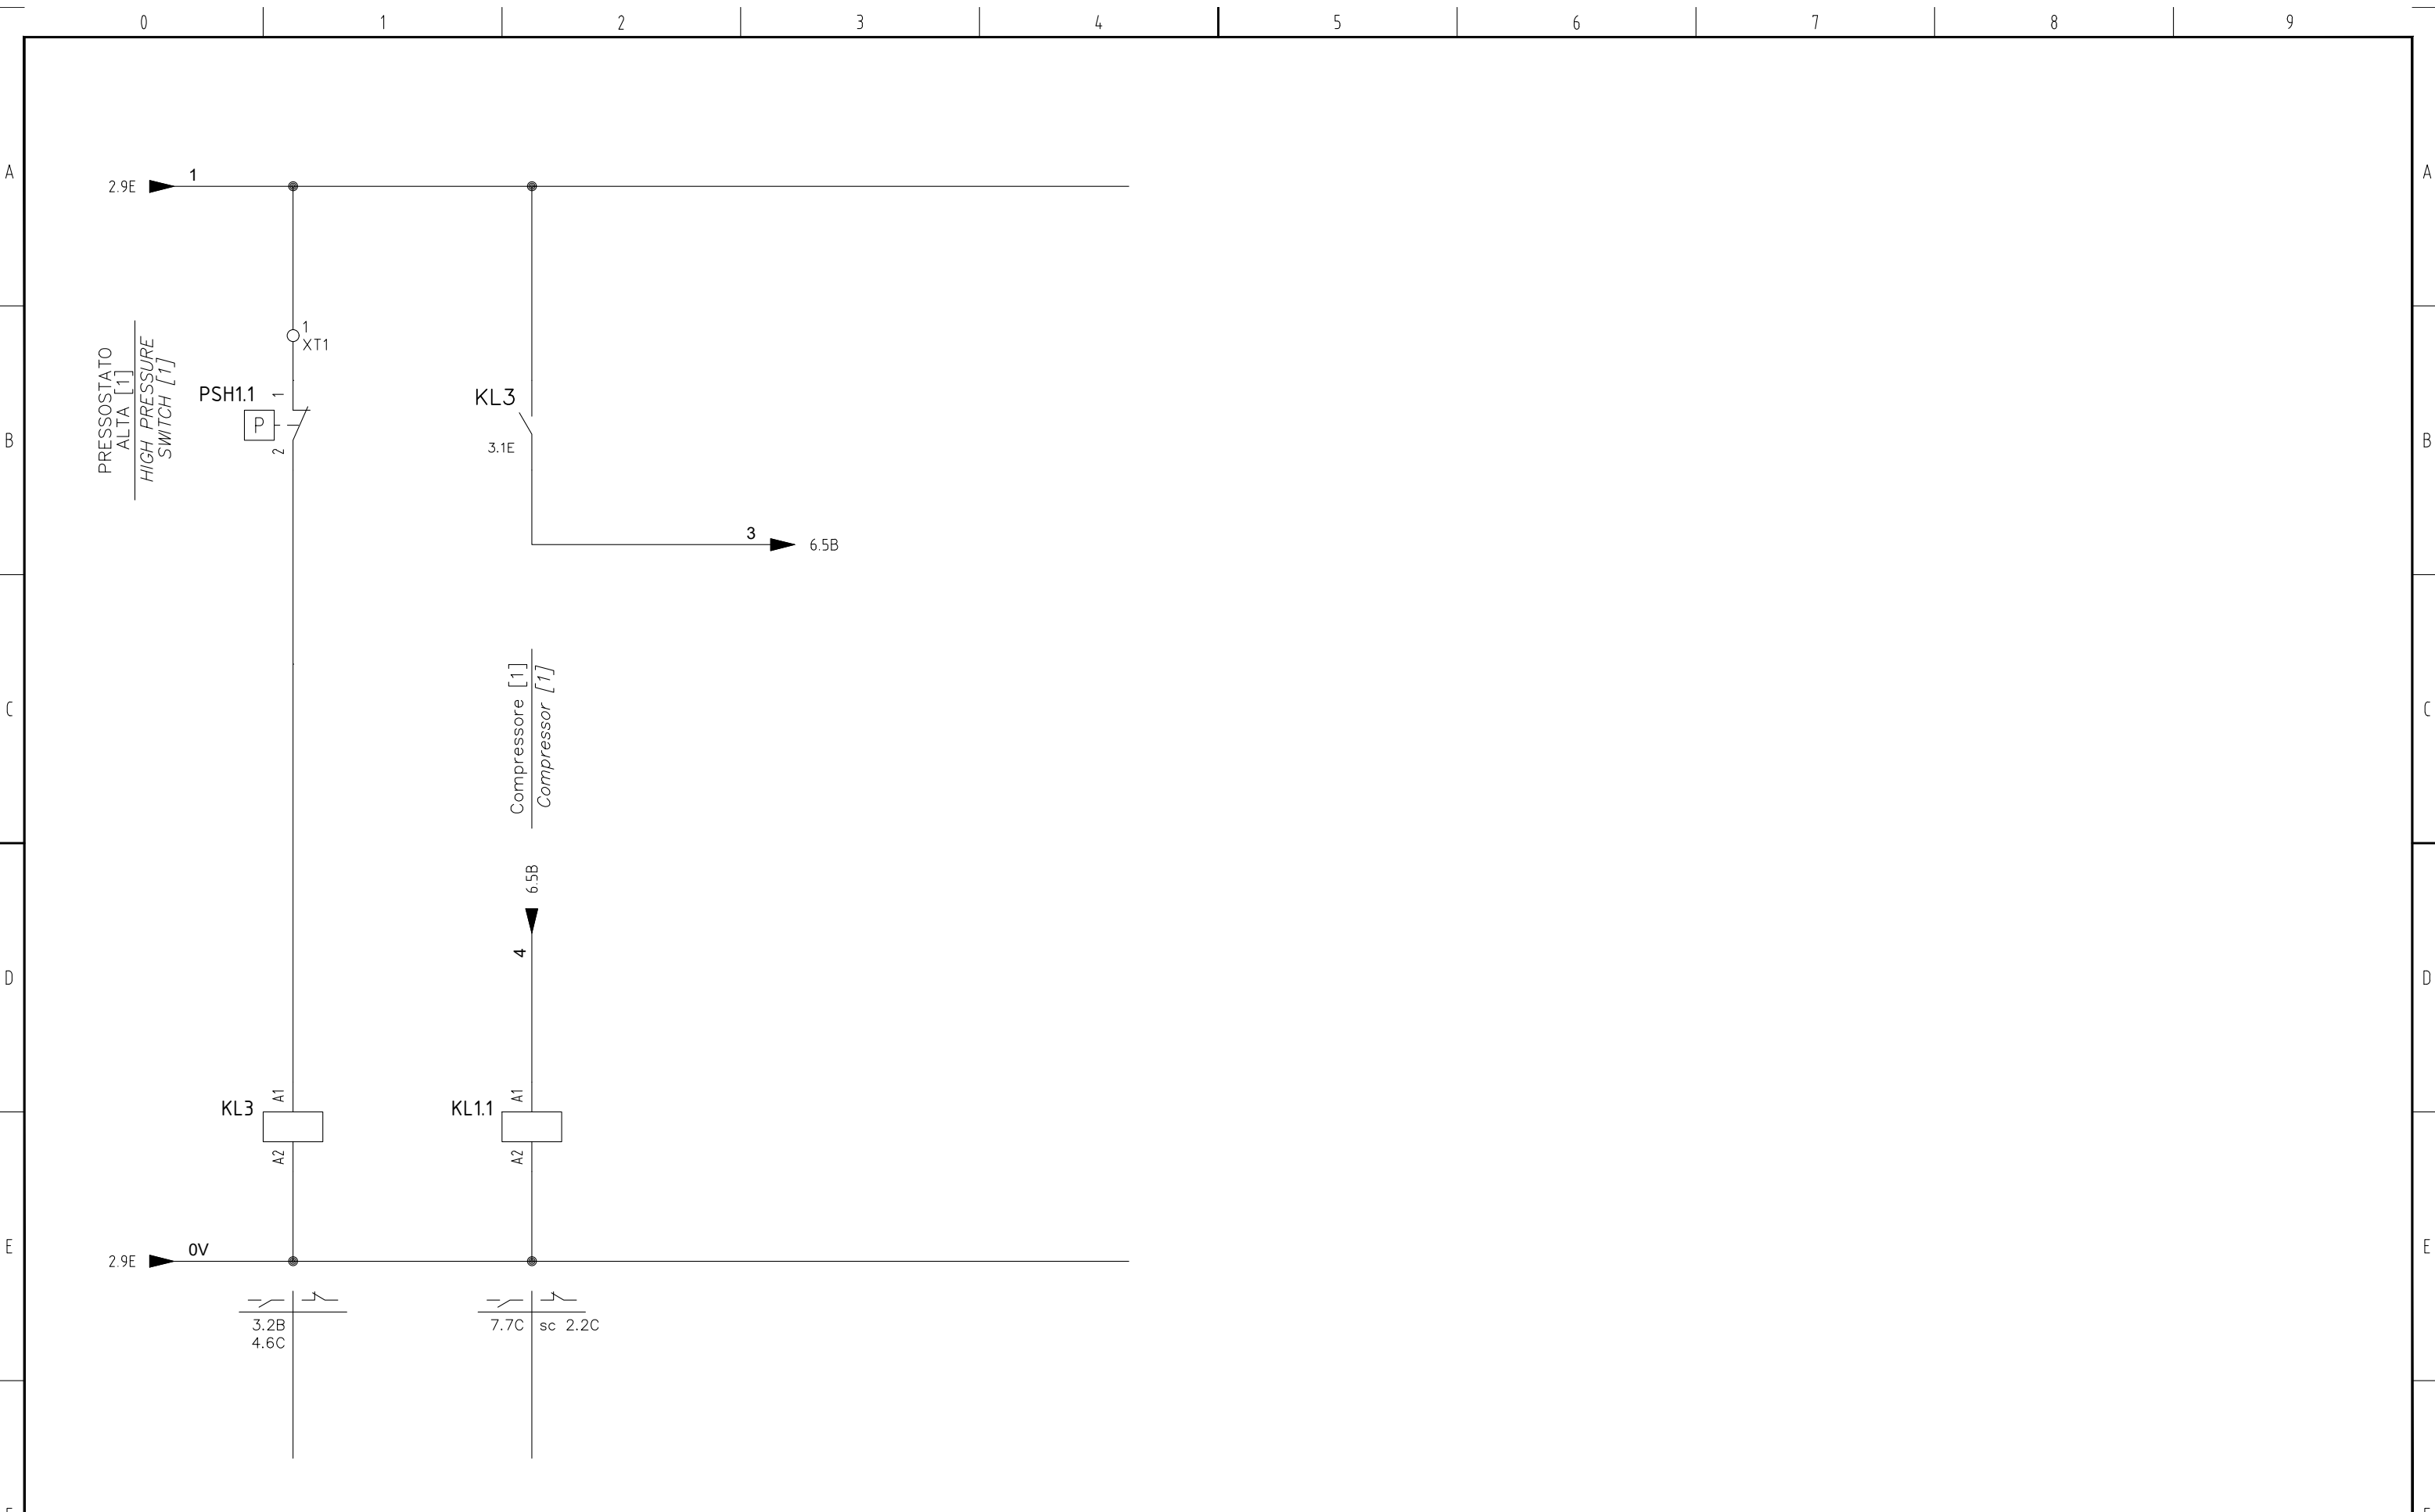 0 1 2 3 4 5 6 7 8 9
A A
2.9E 1
1
XT1
PRESSOSTATO
ALTA [1]
HIGH PRESSURE
SWITCH [1]
PSH1.1 1
P
2
KL3
3.1E
B B
3 6.5B
Compressore [1]
Compressor [1]
C C
6.5B
4
D D
KL3 A1
A2
KL1.1 A1
A2
E E
2.9E 0V
3.2B
4.6C
7.7C sc 2.2C